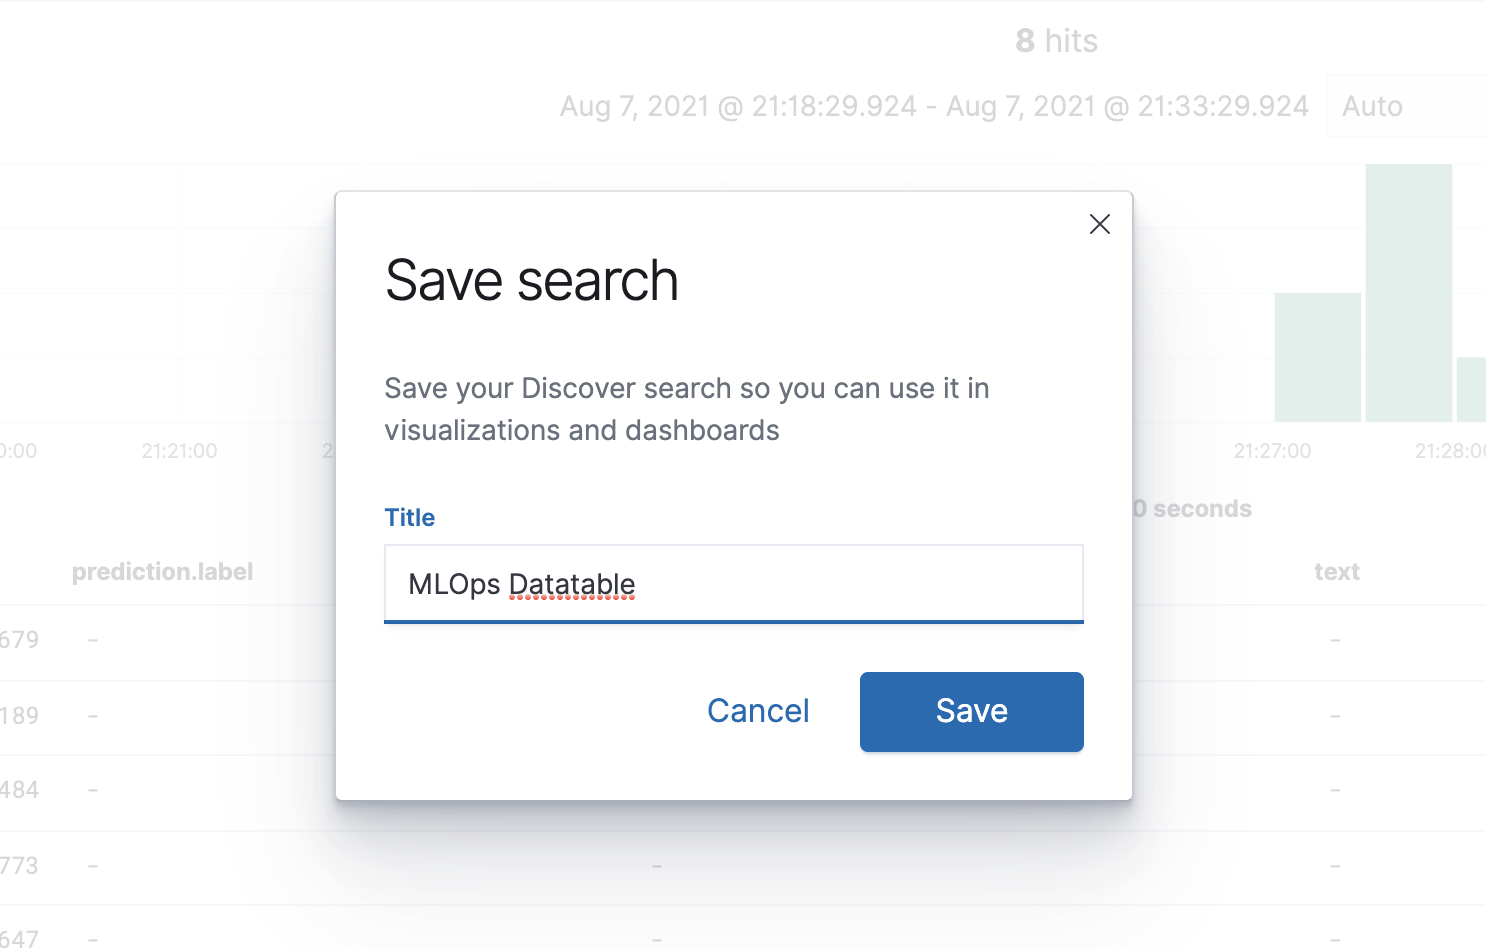 8 hits
Aug 7, 2021 @ 21:18:29.924 - Aug 7, 2021 @ 21:33:29.924 Auto
Save search
Save your Discover search so you can use it in
visualizations and dashboards
Title
MLOps Datatable
Cancel Save
0:00 21:21:00 2 21:27:00 21:28:00
0 seconds
prediction.label text
679 - -
189 - -
484 - -
773 - - -
647 - - -